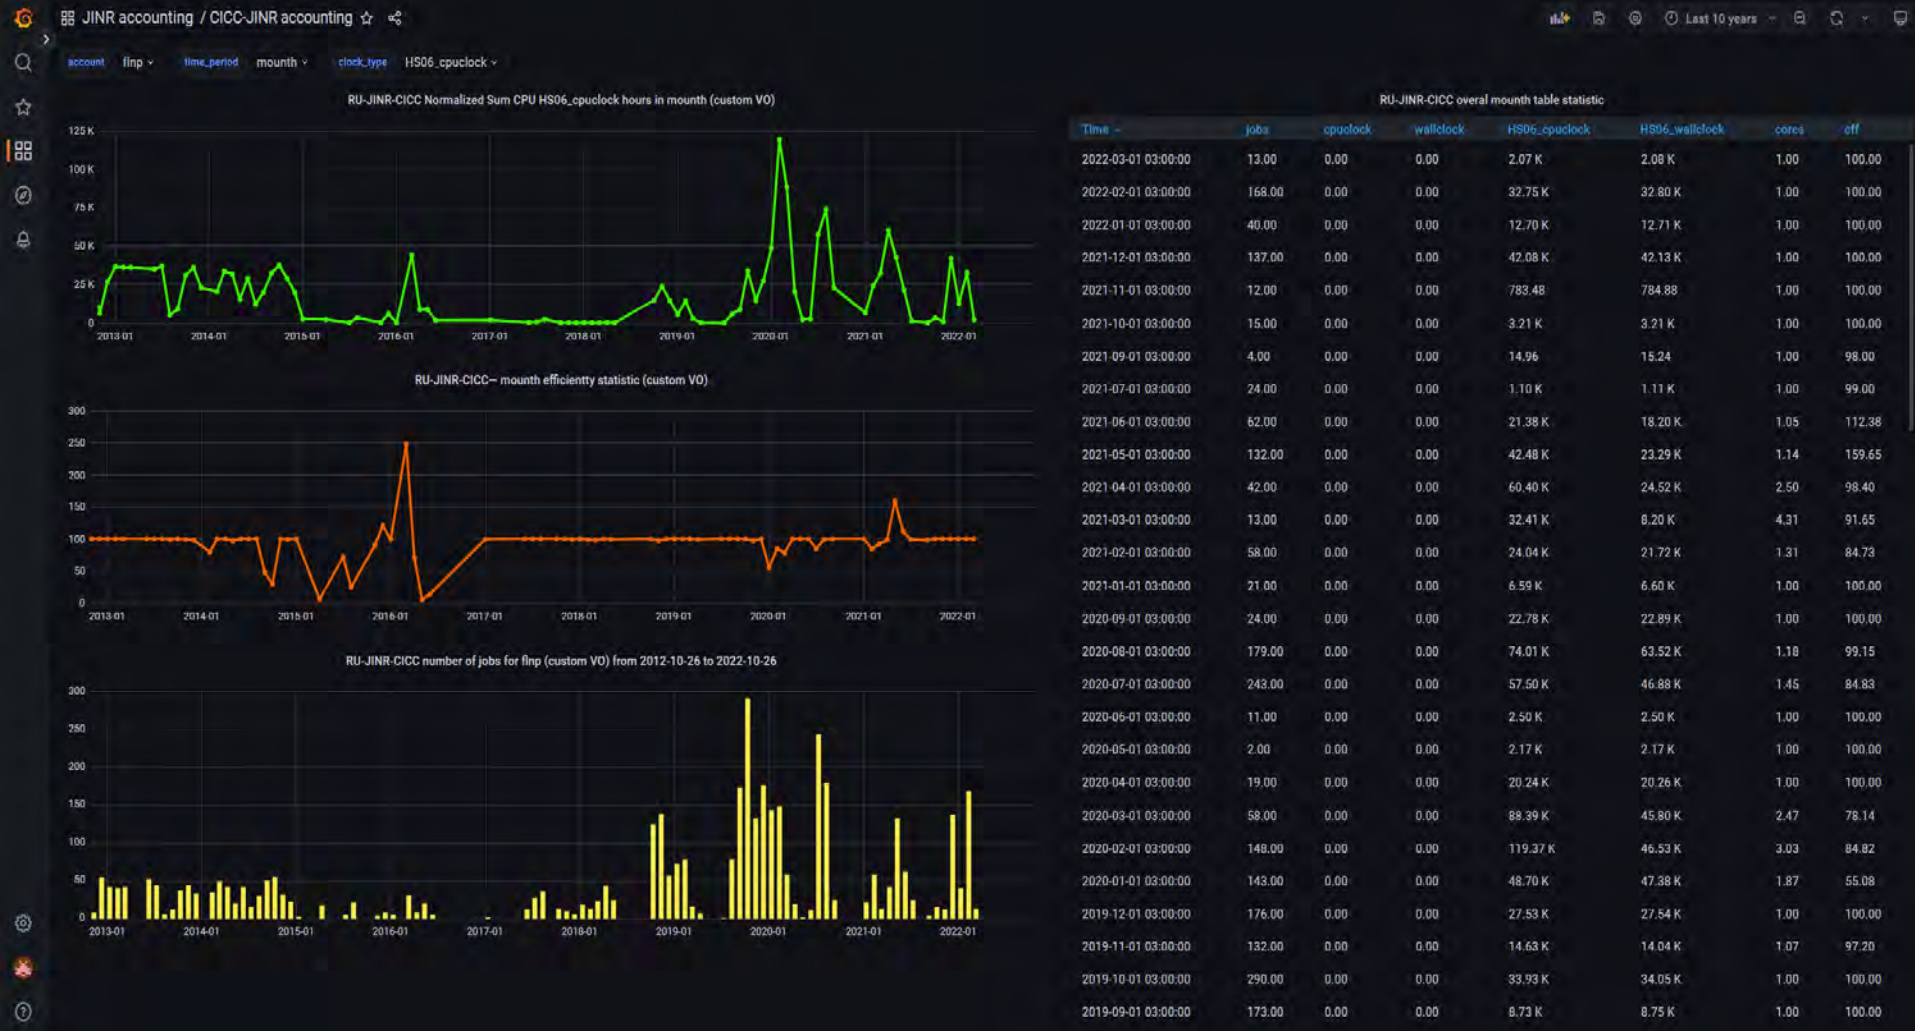 JINR accounting / CICC-JINR accounting
Last 10 years
account flnp time_period mounth clock_type HS06_cpuclock
RU-JINR-CICC Normalized Sum CPU HS06_cpuclock hours in mounth (custom VO)
125 K
100 K
75 K
50 K
25 K
0
2013-01 2014-01 2015-01 2016-01 2017-01 2018-01 2019-01 2020-01 2021-01 2022-01
RU-JINR-CICC— mounth efficientty statistic (custom VO)
300
250
200
150
100
50
0
2013-01 2014-01 2015-01 2016-01 2017-01 2018-01 2019-01 2020-01 2021-01 2022-01
RU-JINR-CICC number of jobs for flnp (custom VO) from 2012-10-26 to 2022-10-26
300
250
200
150
100
50
0
2013-01 2014-01 2015-01 2016-01 2017-01 2018-01 2019-01 2020-01 2021-01 2022-01
RU-JINR-CICC overal mounth table statistic
Time jobs cpuclock wallclock HS06_cpuclock HS06_wallclock cores eff
2022-03-01 03:00:00 13.00 0.00 0.00 2.07 K 2.08 K 1.00 100.00
2022-02-01 03:00:00 168.00 0.00 0.00 32.75 K 32.80 K 1.00 100.00
2022-01-01 03:00:00 40.00 0.00 0.00 12.70 K 12.71 K 1.00 100.00
2021-12-01 03:00:00 137.00 0.00 0.00 42.08 K 42.13 K 1.00 100.00
2021-11-01 03:00:00 12.00 0.00 0.00 783.48 784.88 1.00 100.00
2021-10-01 03:00:00 15.00 0.00 0.00 3.21 K 3.21 K 1.00 100.00
2021-09-01 03:00:00 4.00 0.00 0.00 14.96 15.24 1.00 98.00
2021-07-01 03:00:00 24.00 0.00 0.00 1.10 K 1.11 K 1.00 99.00
2021-06-01 03:00:00 62.00 0.00 0.00 21.38 K 18.20 K 1.05 112.38
2021-05-01 03:00:00 132.00 0.00 0.00 42.48 K 23.29 K 1.14 159.65
2021-04-01 03:00:00 42.00 0.00 0.00 60.40 K 24.52 K 2.50 98.40
2021-03-01 03:00:00 13.00 0.00 0.00 32.41 K 8.20 K 4.31 91.65
2021-02-01 03:00:00 58.00 0.00 0.00 24.04 K 21.72 K 1.31 84.73
2021-01-01 03:00:00 21.00 0.00 0.00 6.59 K 6.60 K 1.00 100.00
2020-09-01 03:00:00 24.00 0.00 0.00 22.78 K 22.89 K 1.00 100.00
2020-08-01 03:00:00 179.00 0.00 0.00 74.01 K 63.52 K 1.18 99.15
2020-07-01 03:00:00 243.00 0.00 0.00 57.50 K 46.88 K 1.45 84.83
2020-06-01 03:00:00 11.00 0.00 0.00 2.50 K 2.50 K 1.00 100.00
2020-05-01 03:00:00 2.00 0.00 0.00 2.17 K 2.17 K 1.00 100.00
2020-04-01 03:00:00 19.00 0.00 0.00 20.24 K 20.26 K 1.00 100.00
2020-03-01 03:00:00 58.00 0.00 0.00 88.39 K 45.80 K 2.47 78.14
2020-02-01 03:00:00 148.00 0.00 0.00 119.37 K 46.53 K 3.03 84.82
2020-01-01 03:00:00 143.00 0.00 0.00 48.70 K 47.38 K 1.87 55.08
2019-12-01 03:00:00 176.00 0.00 0.00 27.53 K 27.54 K 1.00 100.00
2019-11-01 03:00:00 132.00 0.00 0.00 14.63 K 14.04 K 1.07 97.20
2019-10-01 03:00:00 290.00 0.00 0.00 33.93 K 34.05 K 1.00 100.00
2019-09-01 03:00:00 173.00 0.00 0.00 8.73 K 8.75 K 1.00 100.00